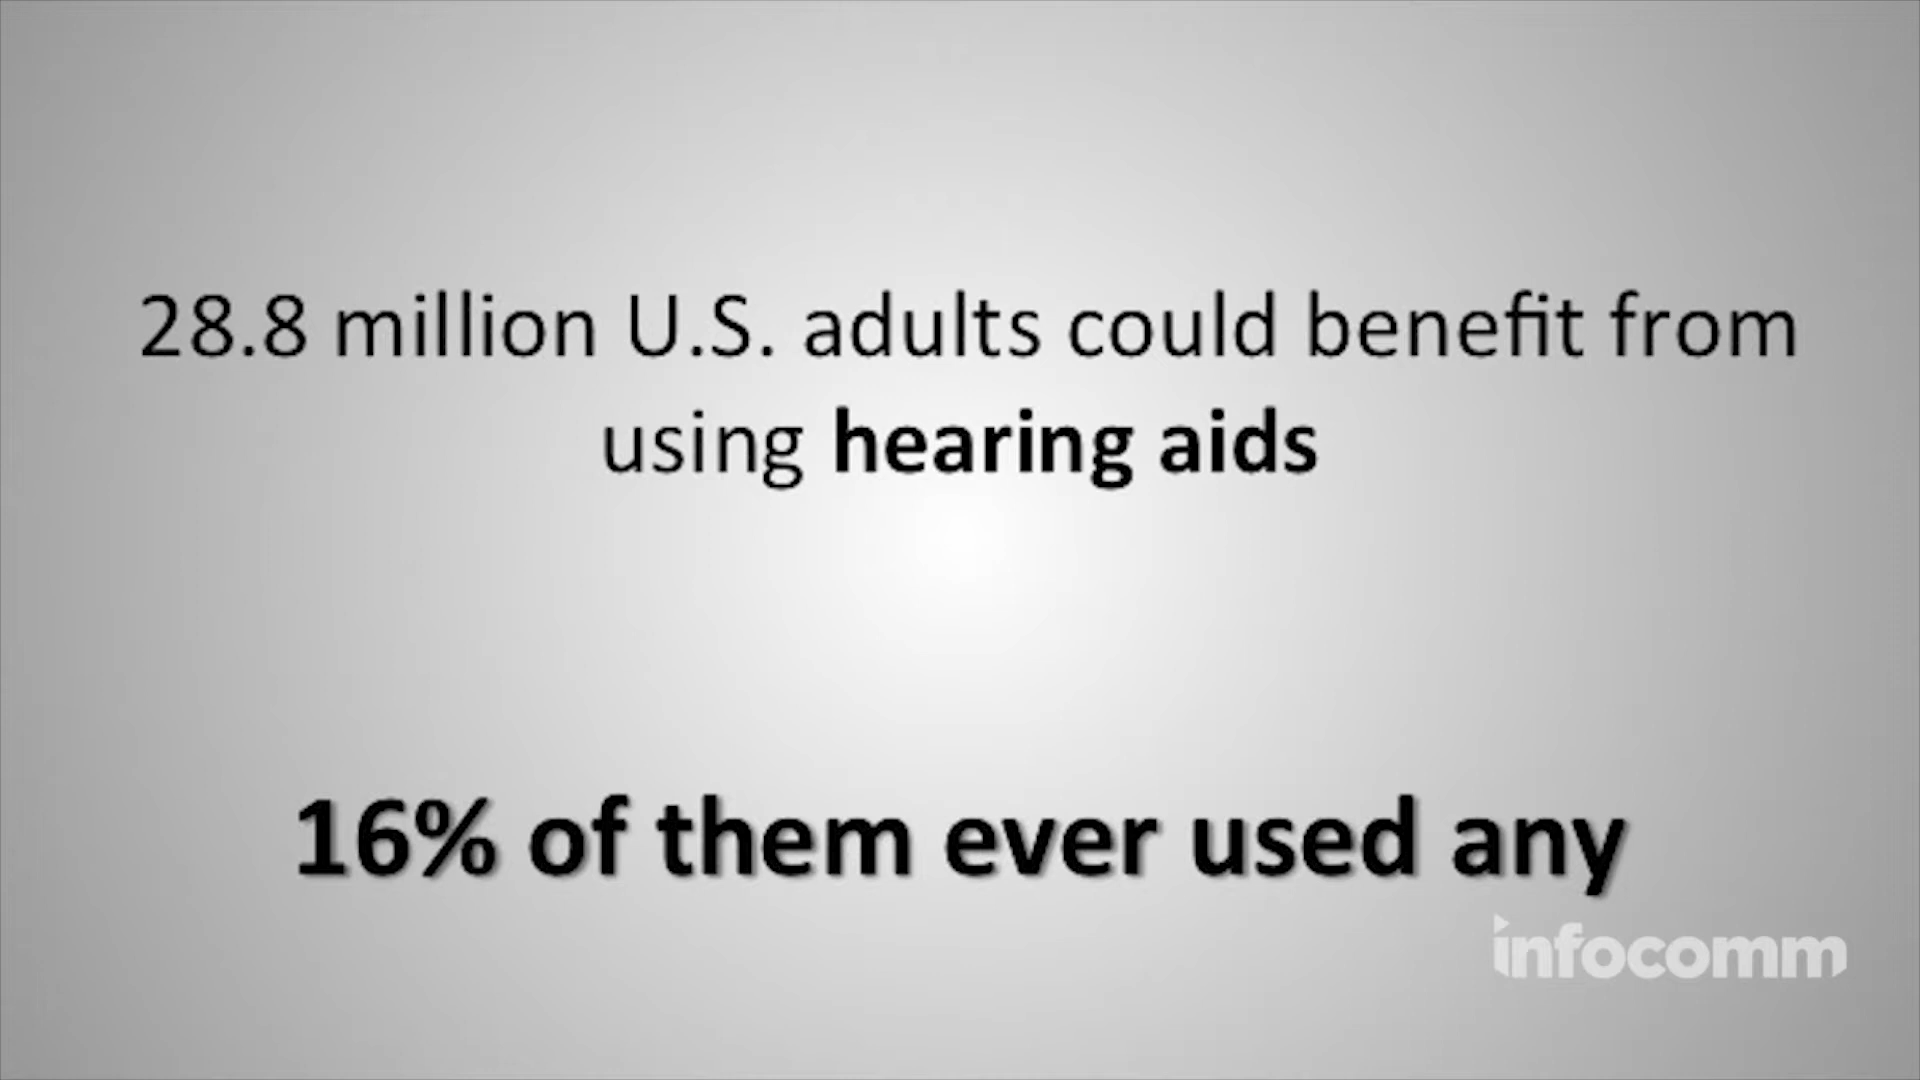 28.8 million U.S. adults could benefit from
using hearing aids
16% of them ever used any
infocomm